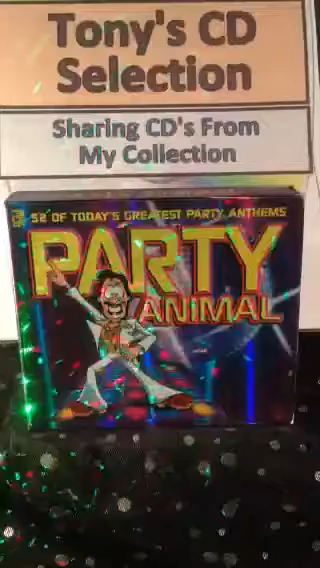 Tony's CD
Selection
Sharing CD's From
My Collection
52 OF TODAY'S GREATEST PARTY ANTHEMS
PARTY
ANIMAL